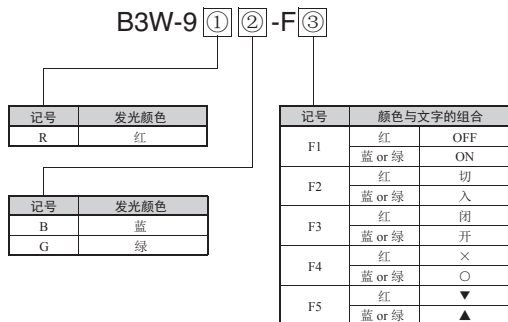 B3W-9 ① ② -F ③
记号 发光颜色
R 红
记号 发光颜色
B 蓝
G 绿
记号 颜色与文字的组合
F1 红 OFF
蓝 or 绿 ON
F2 红 切
蓝 or 绿 入
F3 红 闭
蓝 or 绿 开
F4 红 ×
蓝 or 绿 ○
F5 红 ▼
蓝 or 绿 ▲